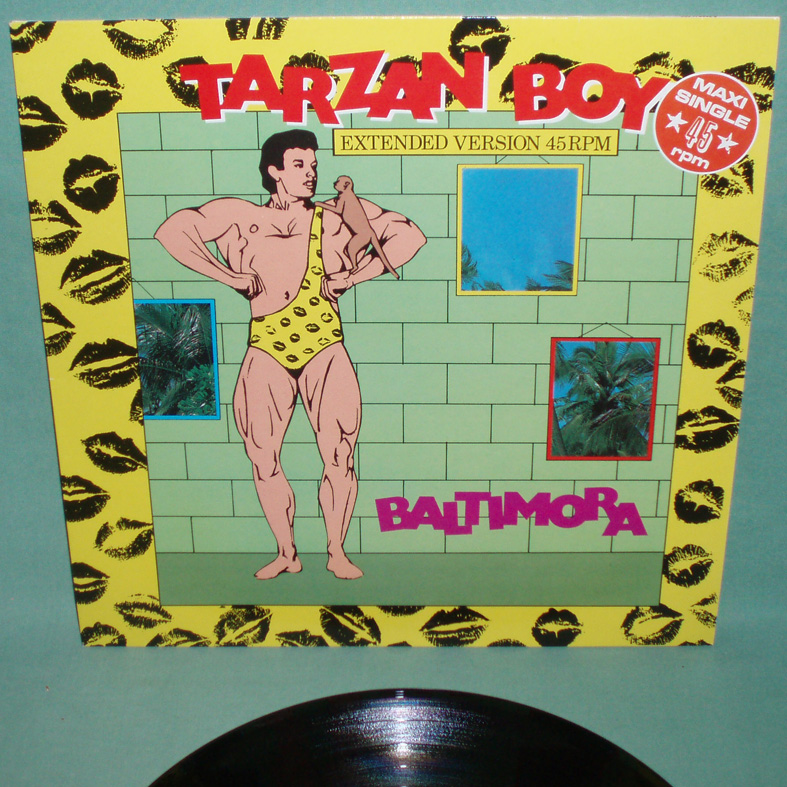 TARZAN BOY
EXTENDED VERSION 45 RPM
MAXI
SINGLE
45
rpm
BALTIMORA